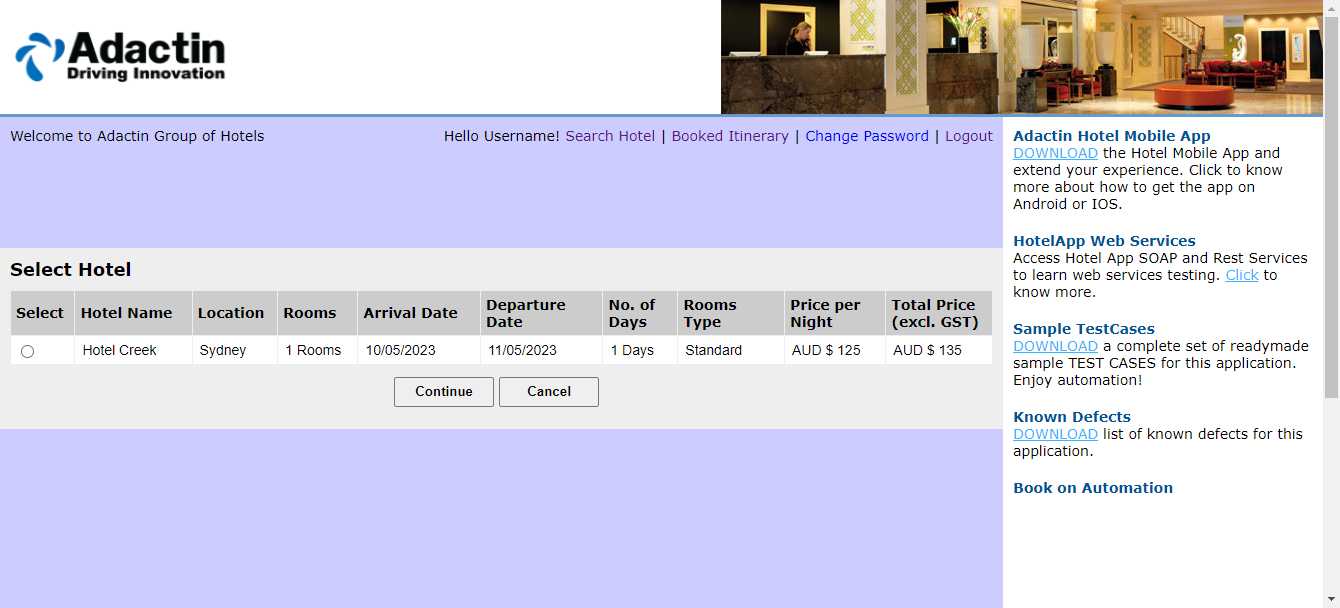 Adactin
Driving Innovation
Welcome to Adactin Group of Hotels
Hello Username! Search Hotel | Booked Itinerary | Change Password | Logout
Select Hotel
Select Hotel Name Location Rooms Arrival Date Departure Date No. of Days Rooms Type Price per Night Total Price (excl. GST)
Hotel Creek Sydney 1 Rooms 10/05/2023 11/05/2023 1 Days Standard AUD $ 125 AUD $ 135
Continue Cancel
Adactin Hotel Mobile App
DOWNLOAD the Hotel Mobile App and
extend your experience. Click to know
more about how to get the app on
Android or IOS.
HotelApp Web Services
Access Hotel App SOAP and Rest Services
to learn web services testing. Click to
know more.
Sample TestCases
DOWNLOAD a complete set of readymade
sample TEST CASES for this application.
Enjoy automation!
Known Defects
DOWNLOAD list of known defects for this
application.
Book on Automation